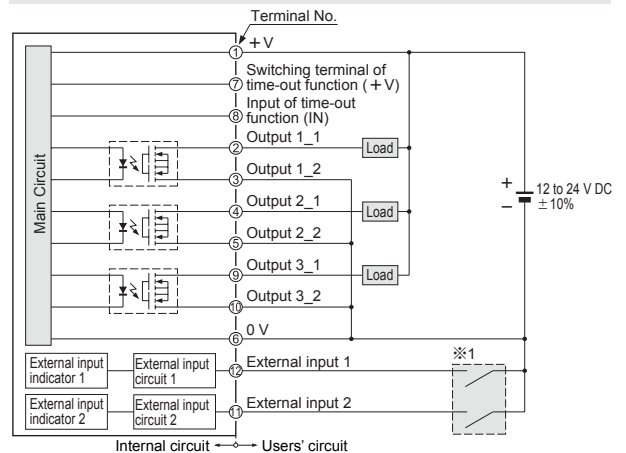 Terminal No.
① +V
⑦ Switching terminal of
time-out function (+V)
⑧ Input of time-out
function (IN)
② Output 1_1
Load
③ Output 1_2
④ Output 2_1
Load
⑤ Output 2_2
⑨ Output 3_1
Load
⑩ Output 3_2
⑥ 0 V
Main Circuit
+
−
12 to 24 V DC
±10%
External input
indicator 1
External input
circuit 1
⑫ External input 1
※1
External input
indicator 2
External input
circuit 2
⑪ External input 2
Internal circuit
Users' circuit